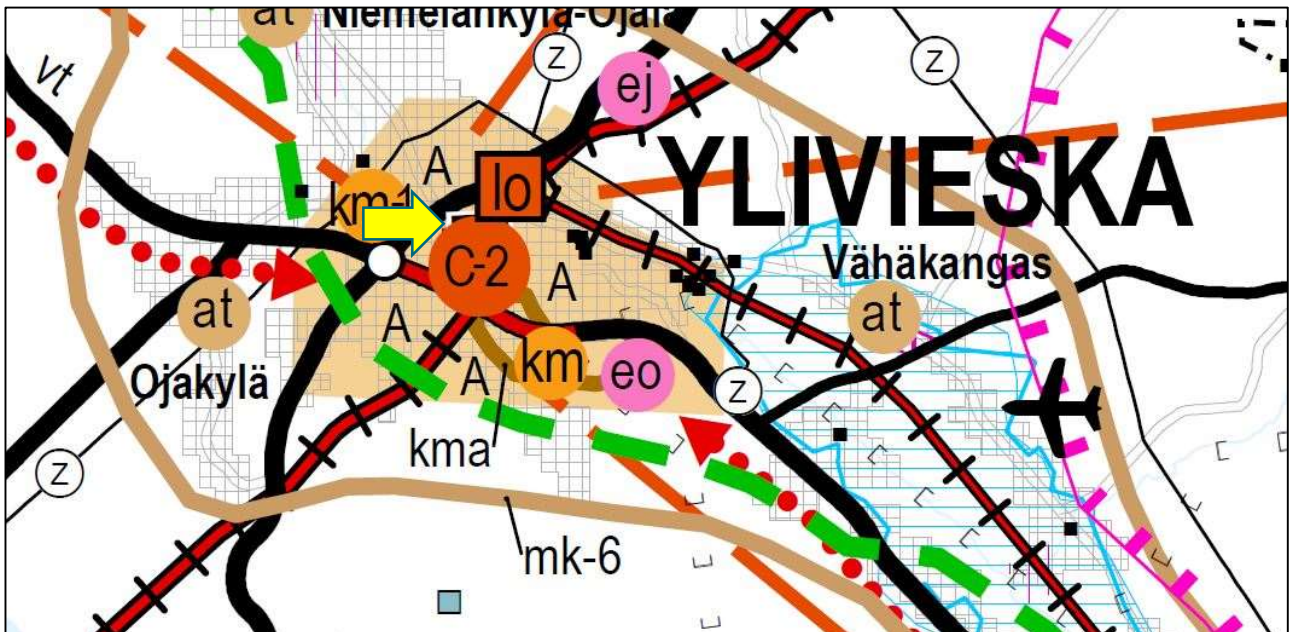 at
Niemelänkylä-Ojala
vt
z
z
ej
YLIVIESKA
A
lo
km-1
C-2
A
Vähäkangas
at
at
A
Ojakylä
A
km
eo
z
kma
z
mk-6